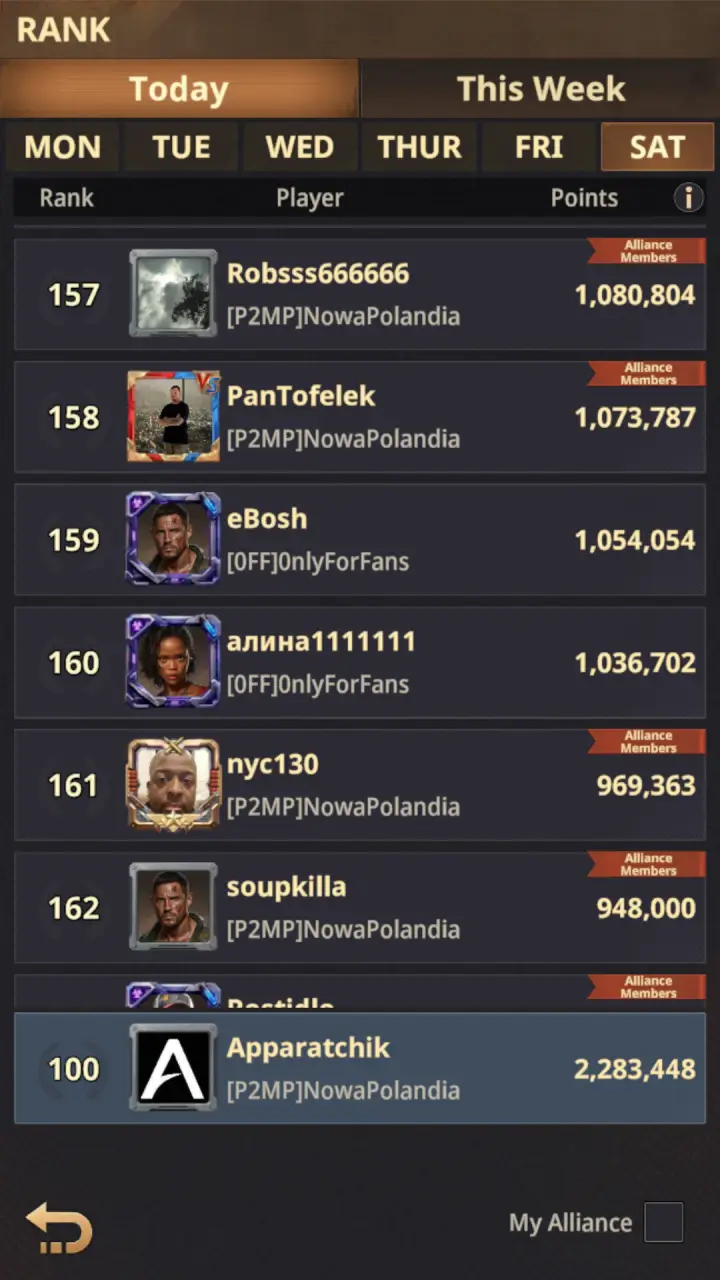 RANK
Today
This Week
MON TUE WED THUR FRI SAT
Rank Player Points
Alliance
Members
157 Robsss666666 1,080,804
[P2MP]NowaPolandia
Alliance
Members
158 PanTofelek 1,073,787
[P2MP]NowaPolandia
159 eBosh 1,054,054
[0FF]0nlyForFans
160 алина1111111 1,036,702
[0FF]0nlyForFans
Alliance
Members
161 nyc130 969,363
[P2MP]NowaPolandia
Alliance
Members
162 soupkilla 948,000
[P2MP]NowaPolandia
Alliance
Members
100 Apparatchik 2,283,448
[P2MP]NowaPolandia
My Alliance